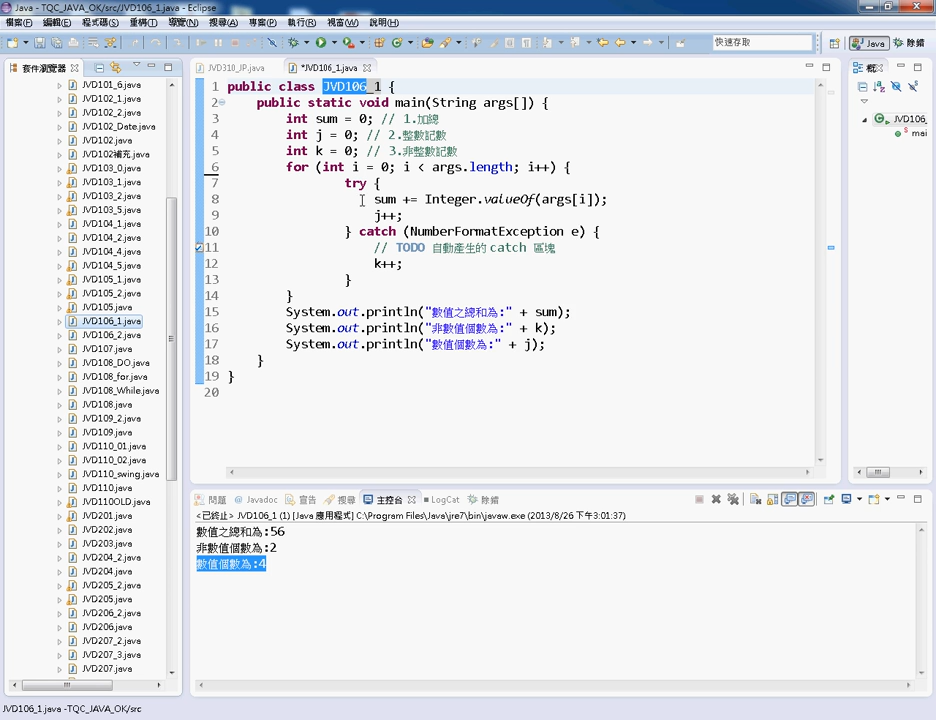 Java - TQC_JAVA_OK/src/JVD106_1.java - Eclipse
檔案(F) 編輯(E) 程式碼(S) 重構(T) 導覽(N) 搜尋(A) 專案(P) 執行(R) 視窗(W) 說明(H)
快速存取 Java 除錯
套件瀏覽器
JVD101_6.java
JVD102_1.java
JVD102_2.java
JVD102_Date.java
JVD102.java
JVD102補充.java
JVD103_0.java
JVD103_1.java
JVD103_2.java
JVD103_5.java
JVD104_1.java
JVD104_2.java
JVD104_4.java
JVD104_5.java
JVD105_1.java
JVD105_2.java
JVD105.java
JVD106_1.java
JVD106_2.java
JVD107.java
JVD108_DO.java
JVD108_for.java
JVD108_While.java
JVD108.java
JVD109_2.java
JVD109.java
JVD110_01.java
JVD110_02.java
JVD110_swing.java
JVD110.java
JVD110OLD.java
JVD201.java
JVD202.java
JVD203.java
JVD204_2.java
JVD204.java
JVD205_2.java
JVD205.java
JVD206_2.java
JVD206.java
JVD207_2.java
JVD207_3.java
JVD207.java
JVD310_JP.java *JVD106_1.java
1 public class JVD106_1 {
2 public static void main(String args[]) {
3 int sum = 0; // 1.加總
4 int j = 0; // 2.整數記數
5 int k = 0; // 3.非整數記數
6 for (int i = 0; i < args.length; i++) {
7 try {
8 sum += Integer.valueOf(args[i]);
9 j++;
10 } catch (NumberFormatException e) {
11 // TODO 自動產生的 catch 區塊
12 k++;
13 }
14 }
15 System.out.println("數值之總和為:" + sum);
16 System.out.println("非數值個數為:" + k);
17 System.out.println("數值個數為:" + j);
18 }
19 }
20
概
JVD106_
mai
問題 @ Javadoc 宣告 搜尋 主控台 LogCat 除錯
<已終止> JVD106_1 (1) [Java 應用程式] C:\Program Files\Java\jre7\bin\javaw.exe (2013/8/26 下午3:01:37)
數值之總和為:56
非數值個數為:2
數值個數為:4
JVD106_1.java -TQC_JAVA_OK/src